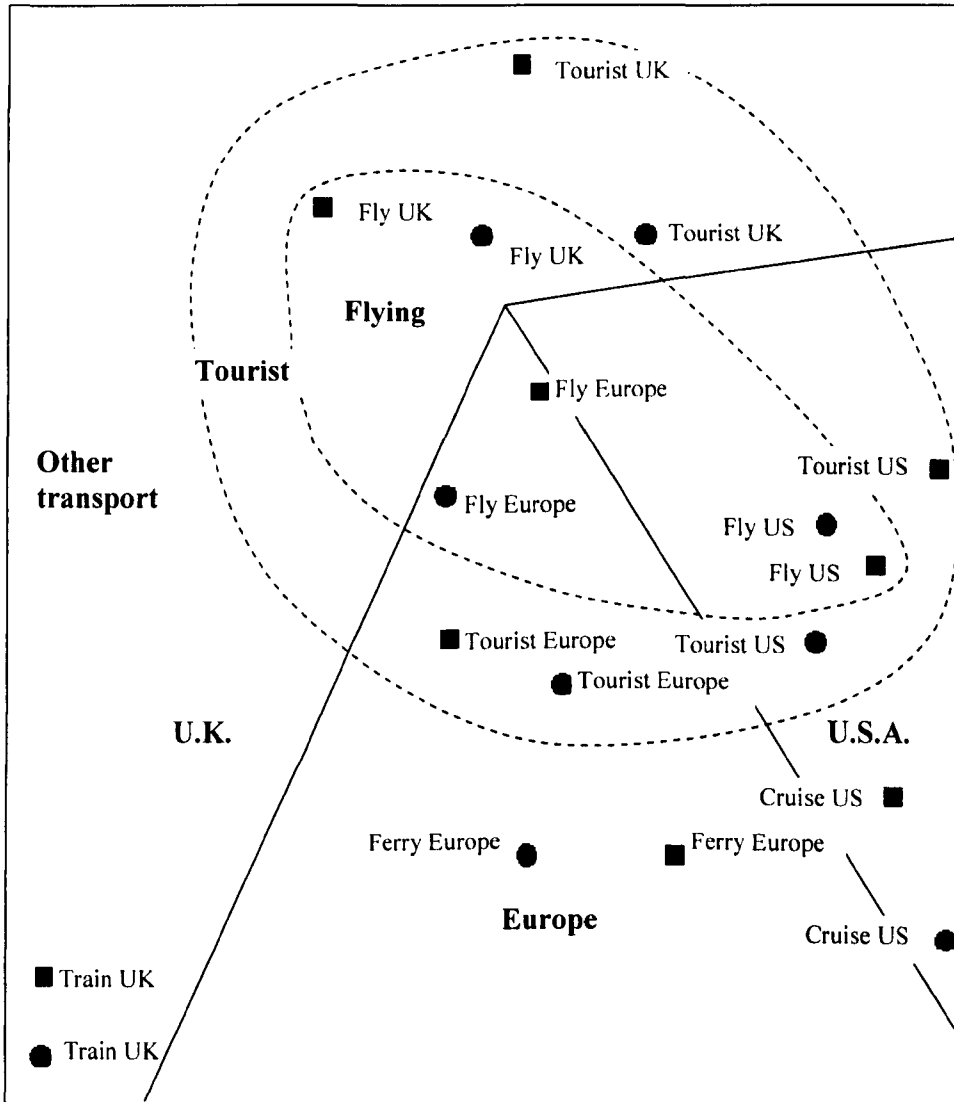 Tourist UK
Fly UK
Tourist UK
Fly UK
Flying
Tourist
Fly Europe
Other
transport
Tourist US
Fly Europe
Fly US
Fly US
Tourist Europe
Tourist US
Tourist Europe
U.K.
U.S.A.
Cruise US
Ferry Europe
Ferry Europe
Europe
Cruise US
Train UK
Train UK